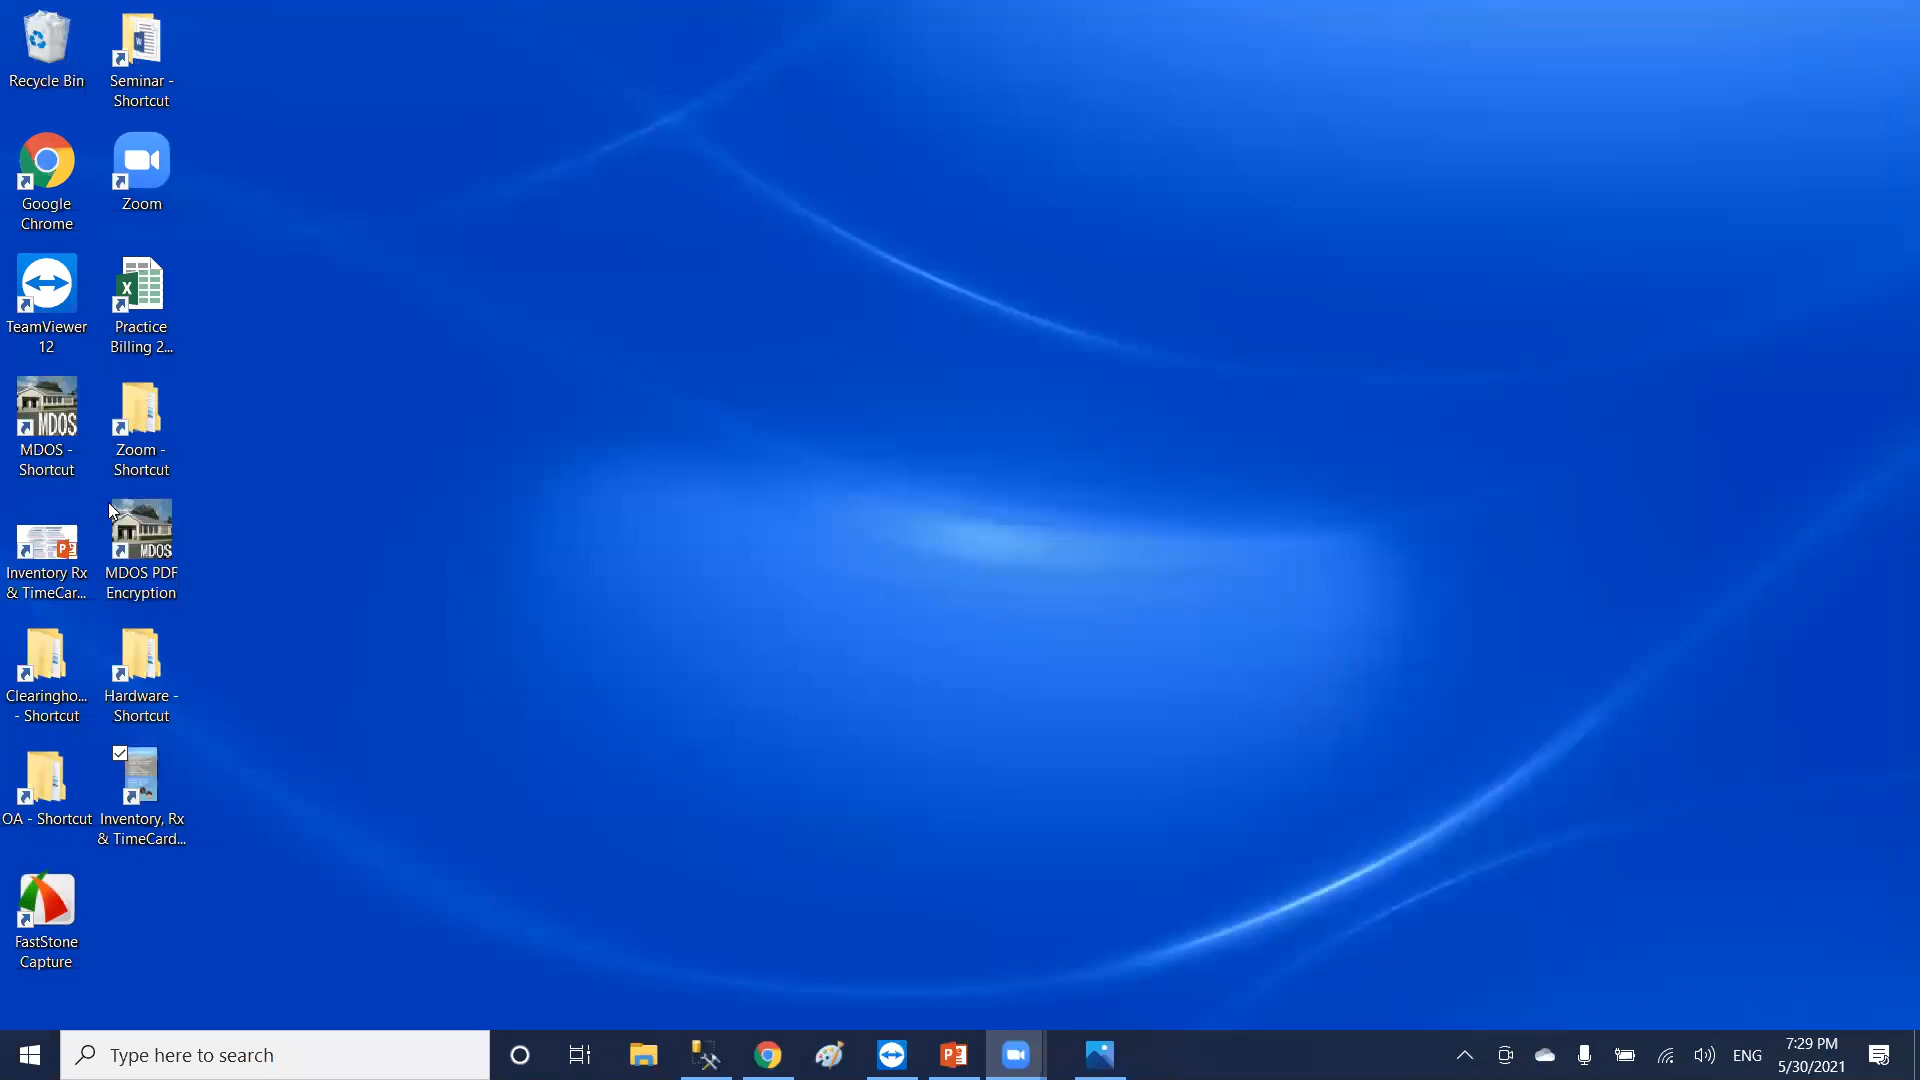 Recycle Bin
Seminar -
Shortcut
Google
Chrome
Zoom
TeamViewer
12
Practice
Billing 2...
MDOS
MDOS -
Shortcut
Zoom -
Shortcut
Inventory Rx
& TimeCar...
MDOS
MDOS PDF
Encryption
Clearingho...
- Shortcut
Hardware -
Shortcut
OA - Shortcut
Inventory, Rx
& TimeCard...
FastStone
Capture
Type here to search
ENG
7:29 PM
5/30/2021